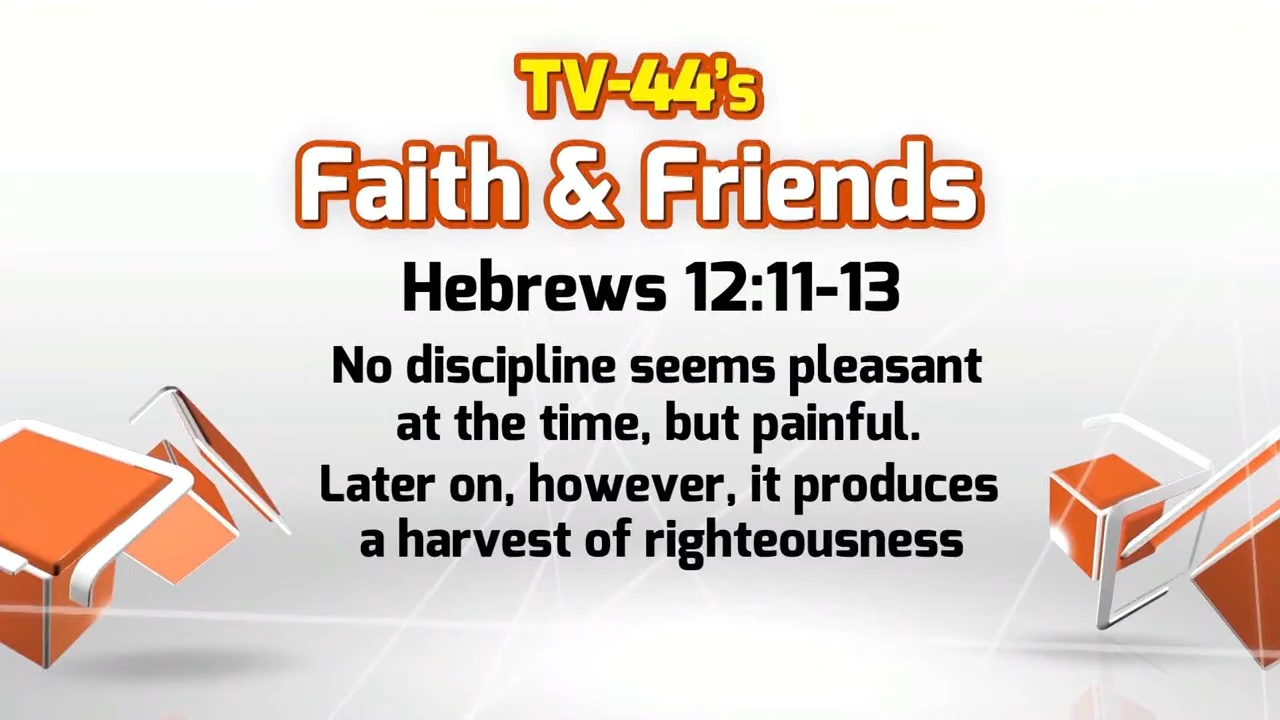 TV-44's
Faith & Friends
Hebrews 12:11-13
No discipline seems pleasant
at the time, but painful.
Later on, however, it produces
a harvest of righteousness